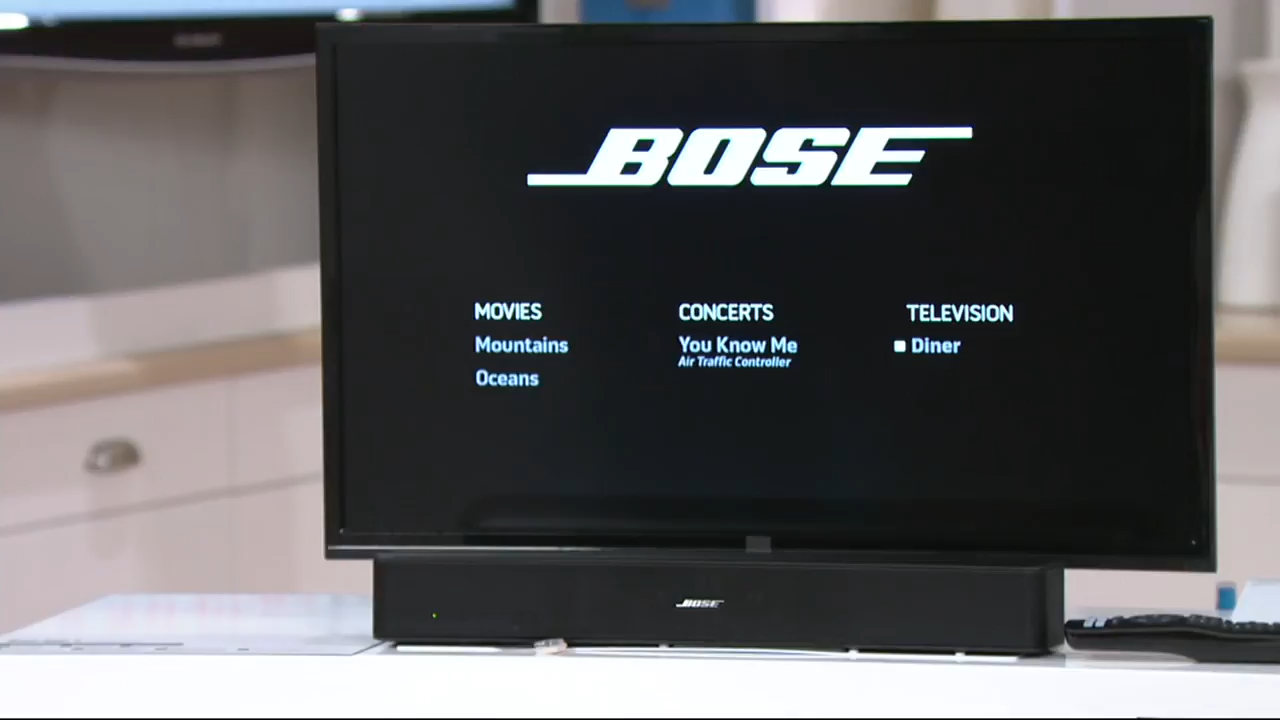 BOSE
MOVIES
Mountains
Oceans
CONCERTS
You Know Me
Air Traffic Controller
TELEVISION
Diner
BOSE